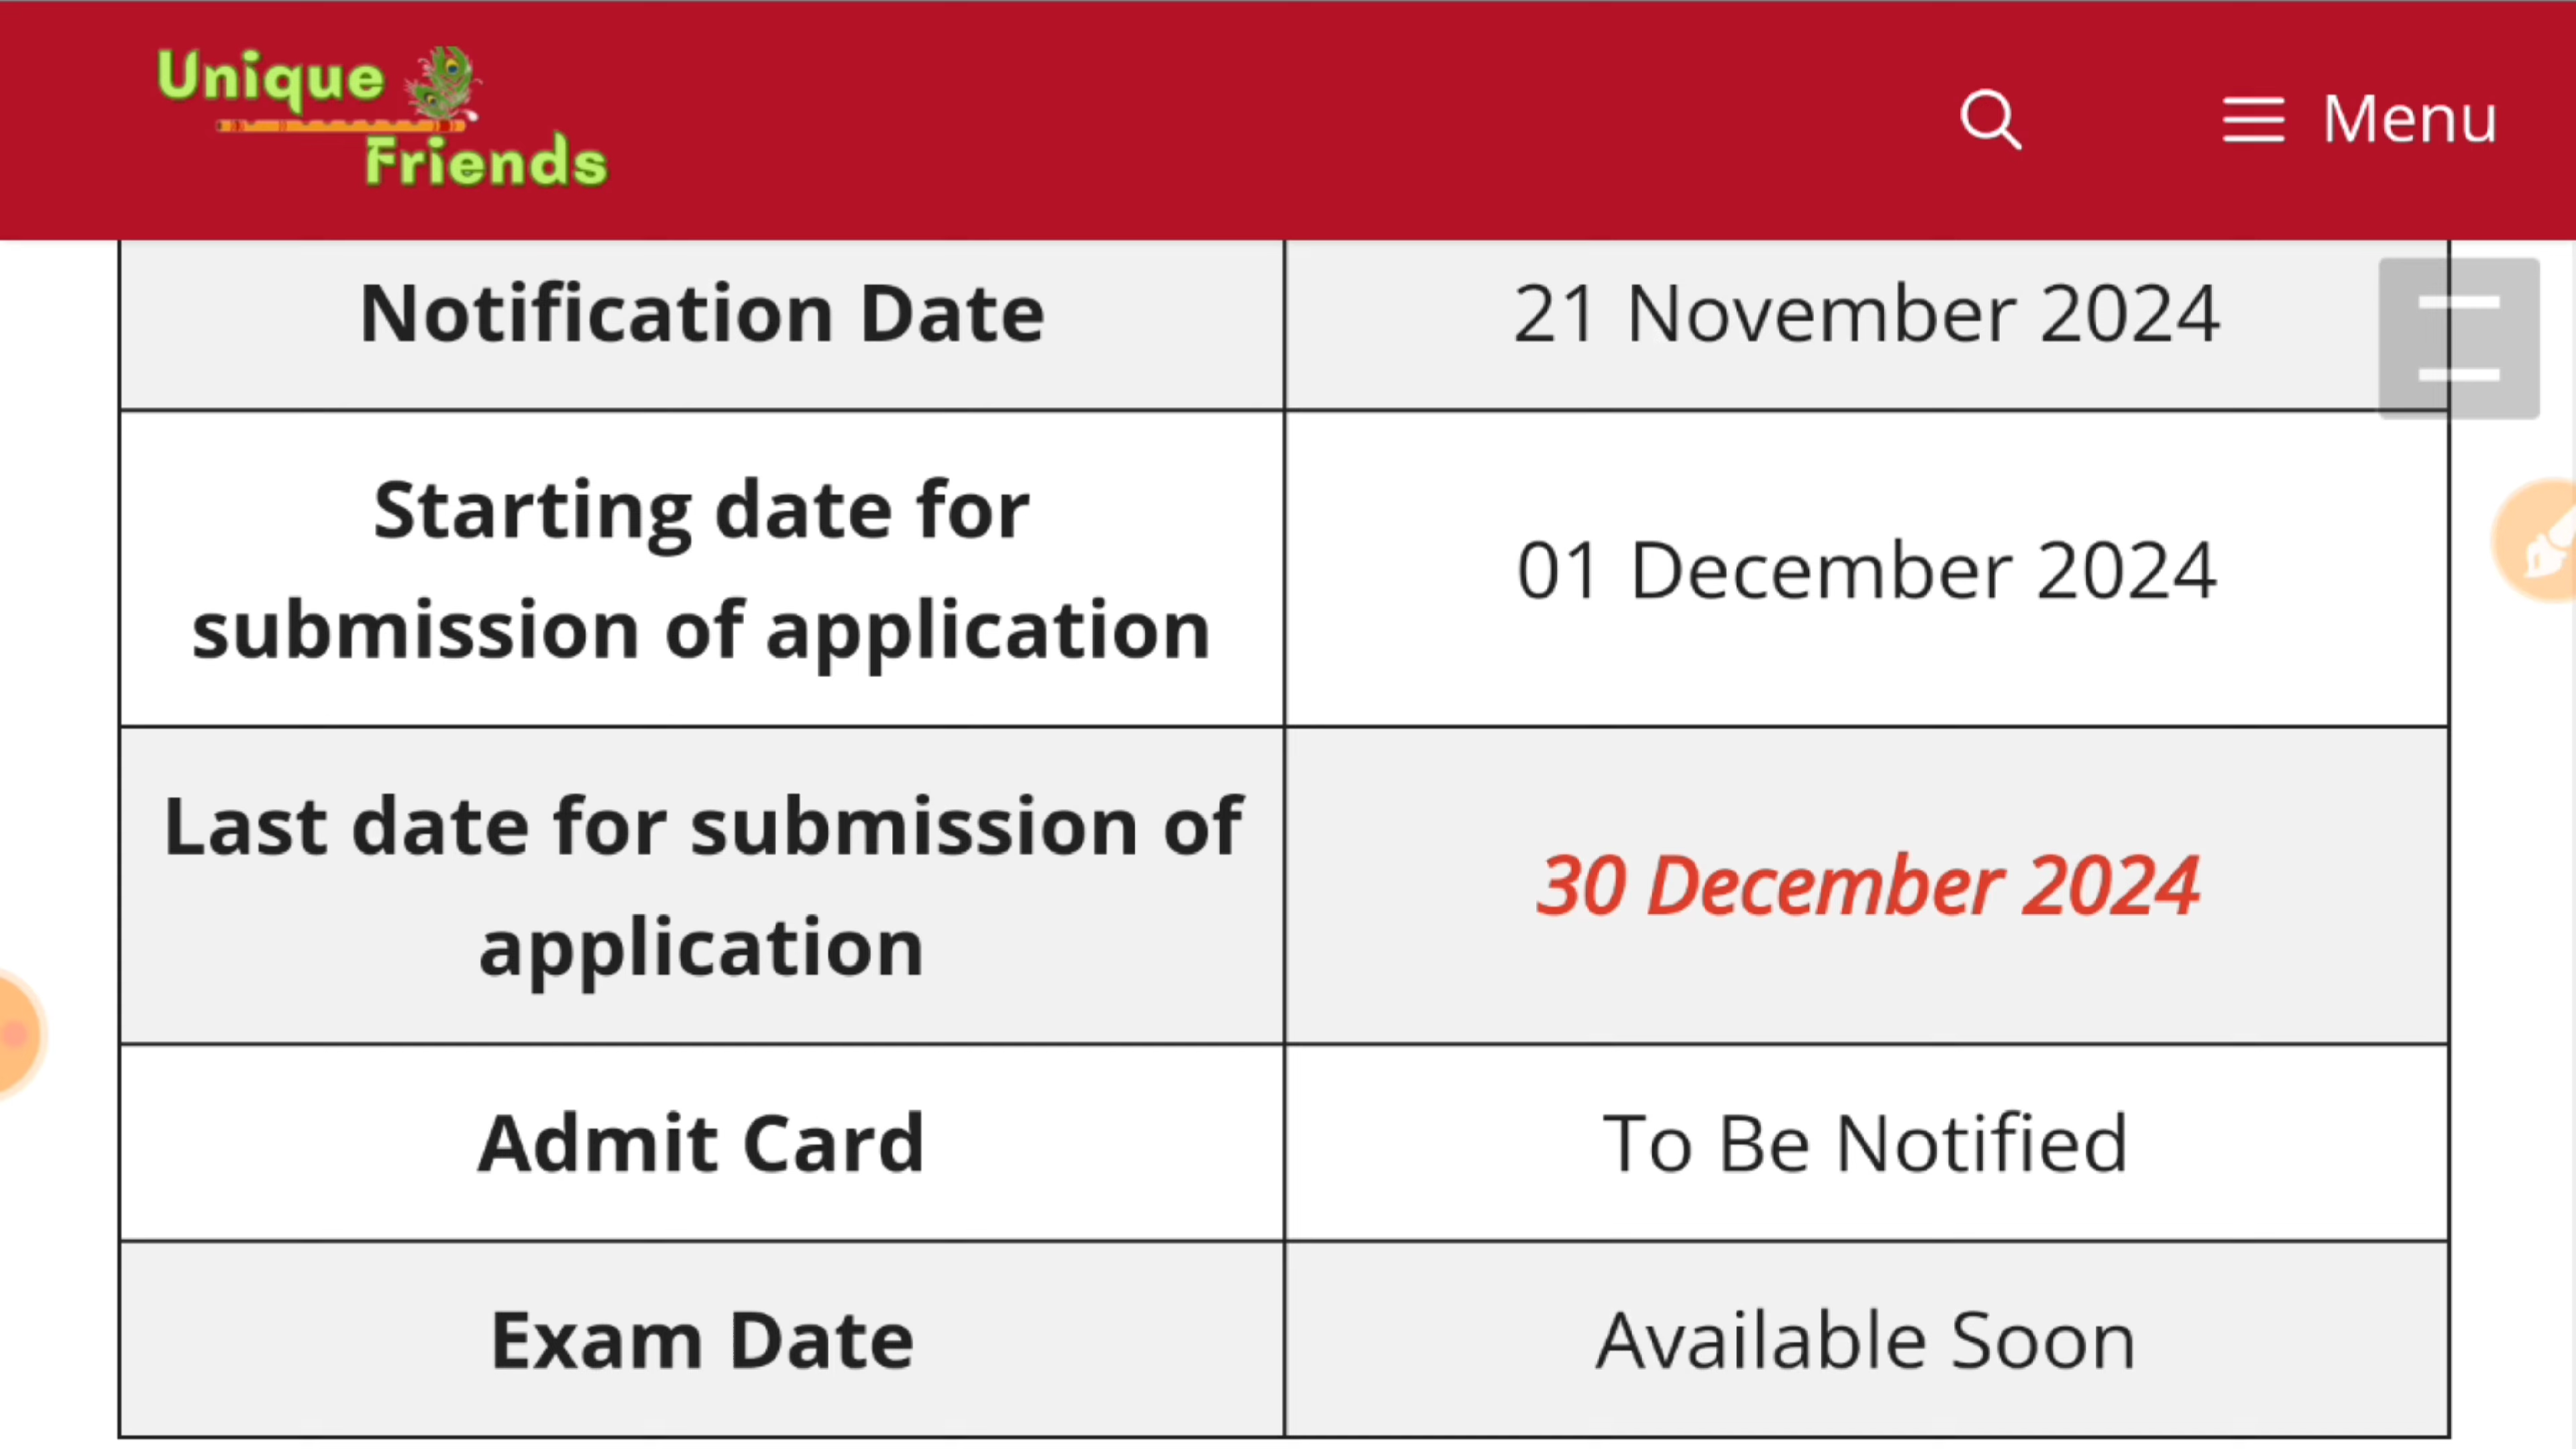 Unique
Friends
Menu
Notification Date
21 November 2024
Starting date for
submission of application
01 December 2024
Last date for submission of
application
30 December 2024
Admit Card
To Be Notified
Exam Date
Available Soon